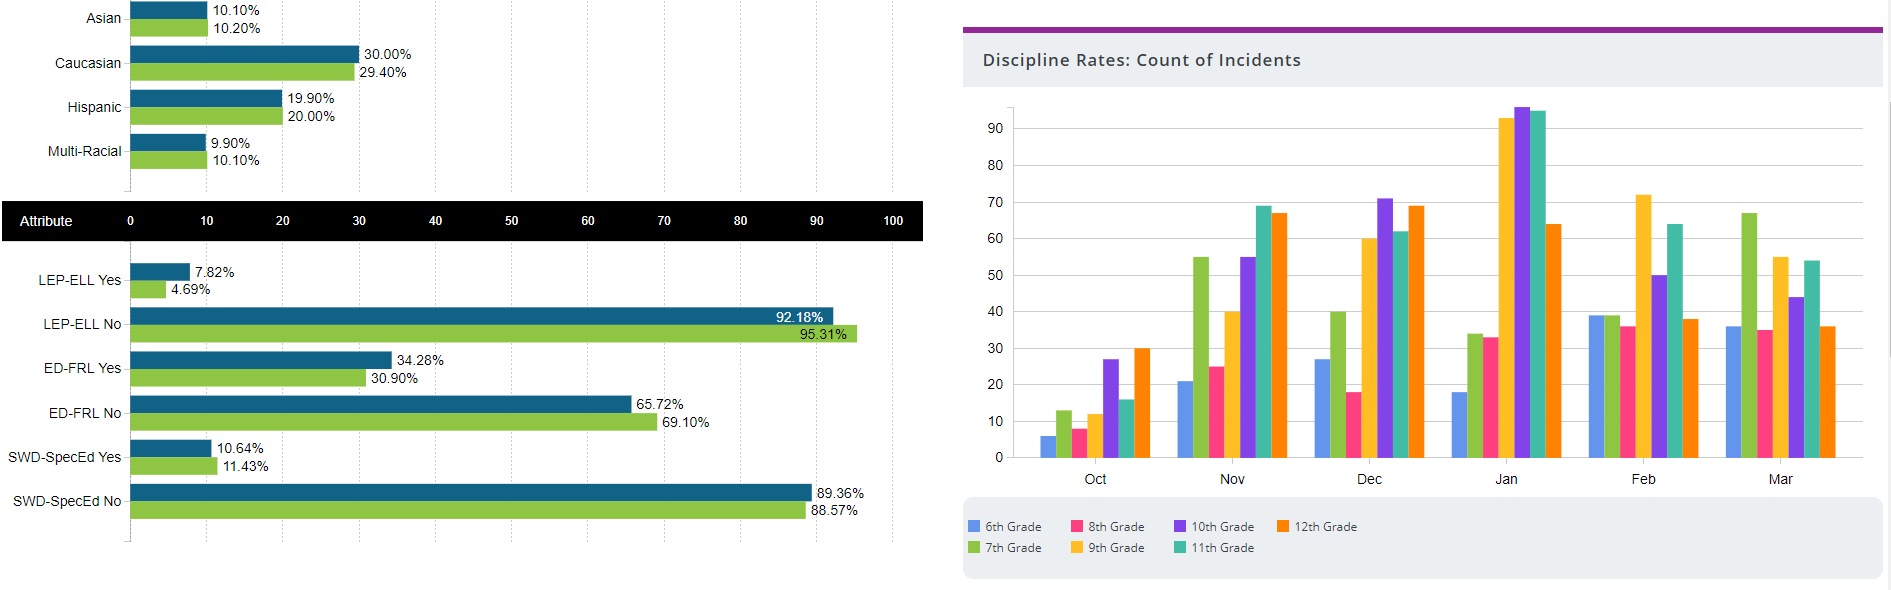 Asian
10.10%
10.20%
Caucasian
30.00%
29.40%
Hispanic
19.90%
20.00%
Multi-Racial
9.90%
10.10%
Attribute 0 10 20 30 40 50 60 70 80 90 100
LEP-ELL Yes
7.82%
4.69%
LEP-ELL No
92.18%
95.31%
ED-FRL Yes
34.28%
30.90%
ED-FRL No
65.72%
69.10%
SWD-SpecEd Yes
10.64%
11.43%
SWD-SpecEd No
89.36%
88.57%
Discipline Rates: Count of Incidents
90
80
70
60
50
40
30
20
10
0
Oct Nov Dec Jan Feb Mar
6th Grade 8th Grade 10th Grade 12th Grade
7th Grade 9th Grade 11th Grade